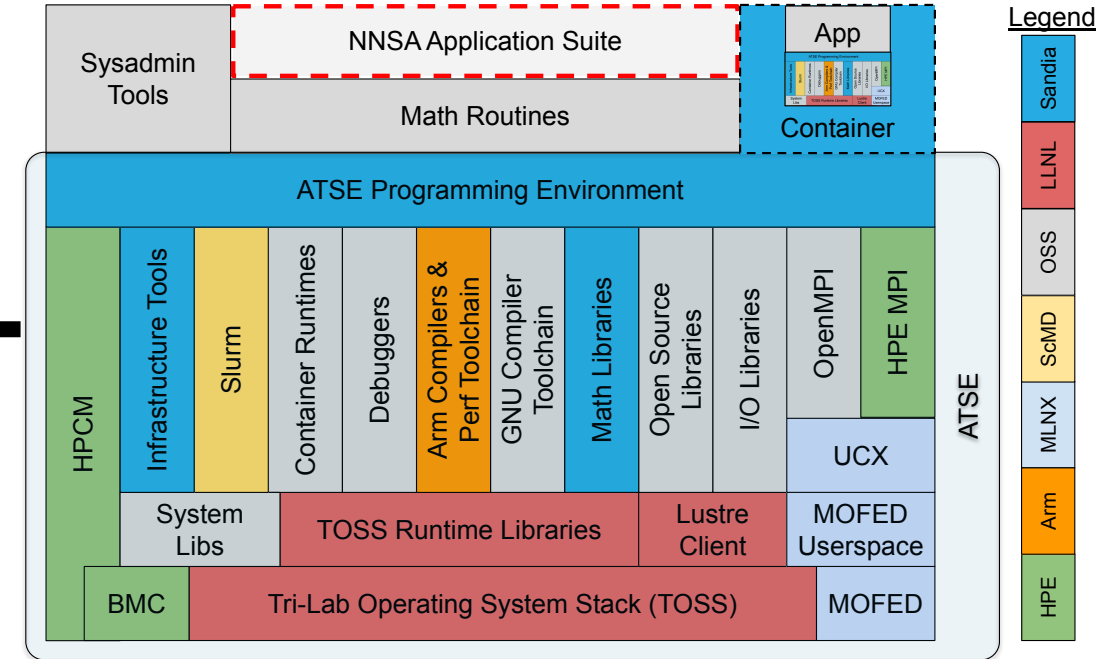 Legend
Sysadmin
Tools
NNSA Application Suite
Math Routines
App
ATSE Programming Environment
Container
ATSE Programming Environment
HPCM
Infrastructure Tools
Slurm
Container Runtimes
Debuggers
Arm Compilers &
Perf Toolchain
GNU Compiler
Toolchain
Math Libraries
Open Source
Libraries
I/O Libraries
OpenMPI
HPE MPI
UCX
System
Libs
TOSS Runtime Libraries
Lustre
Client
MOFED
Userspace
BMC
Tri-Lab Operating System Stack (TOSS)
MOFED
ATSE
Sandia
LLNL
OSS
ScMD
MLNX
Arm
HPE